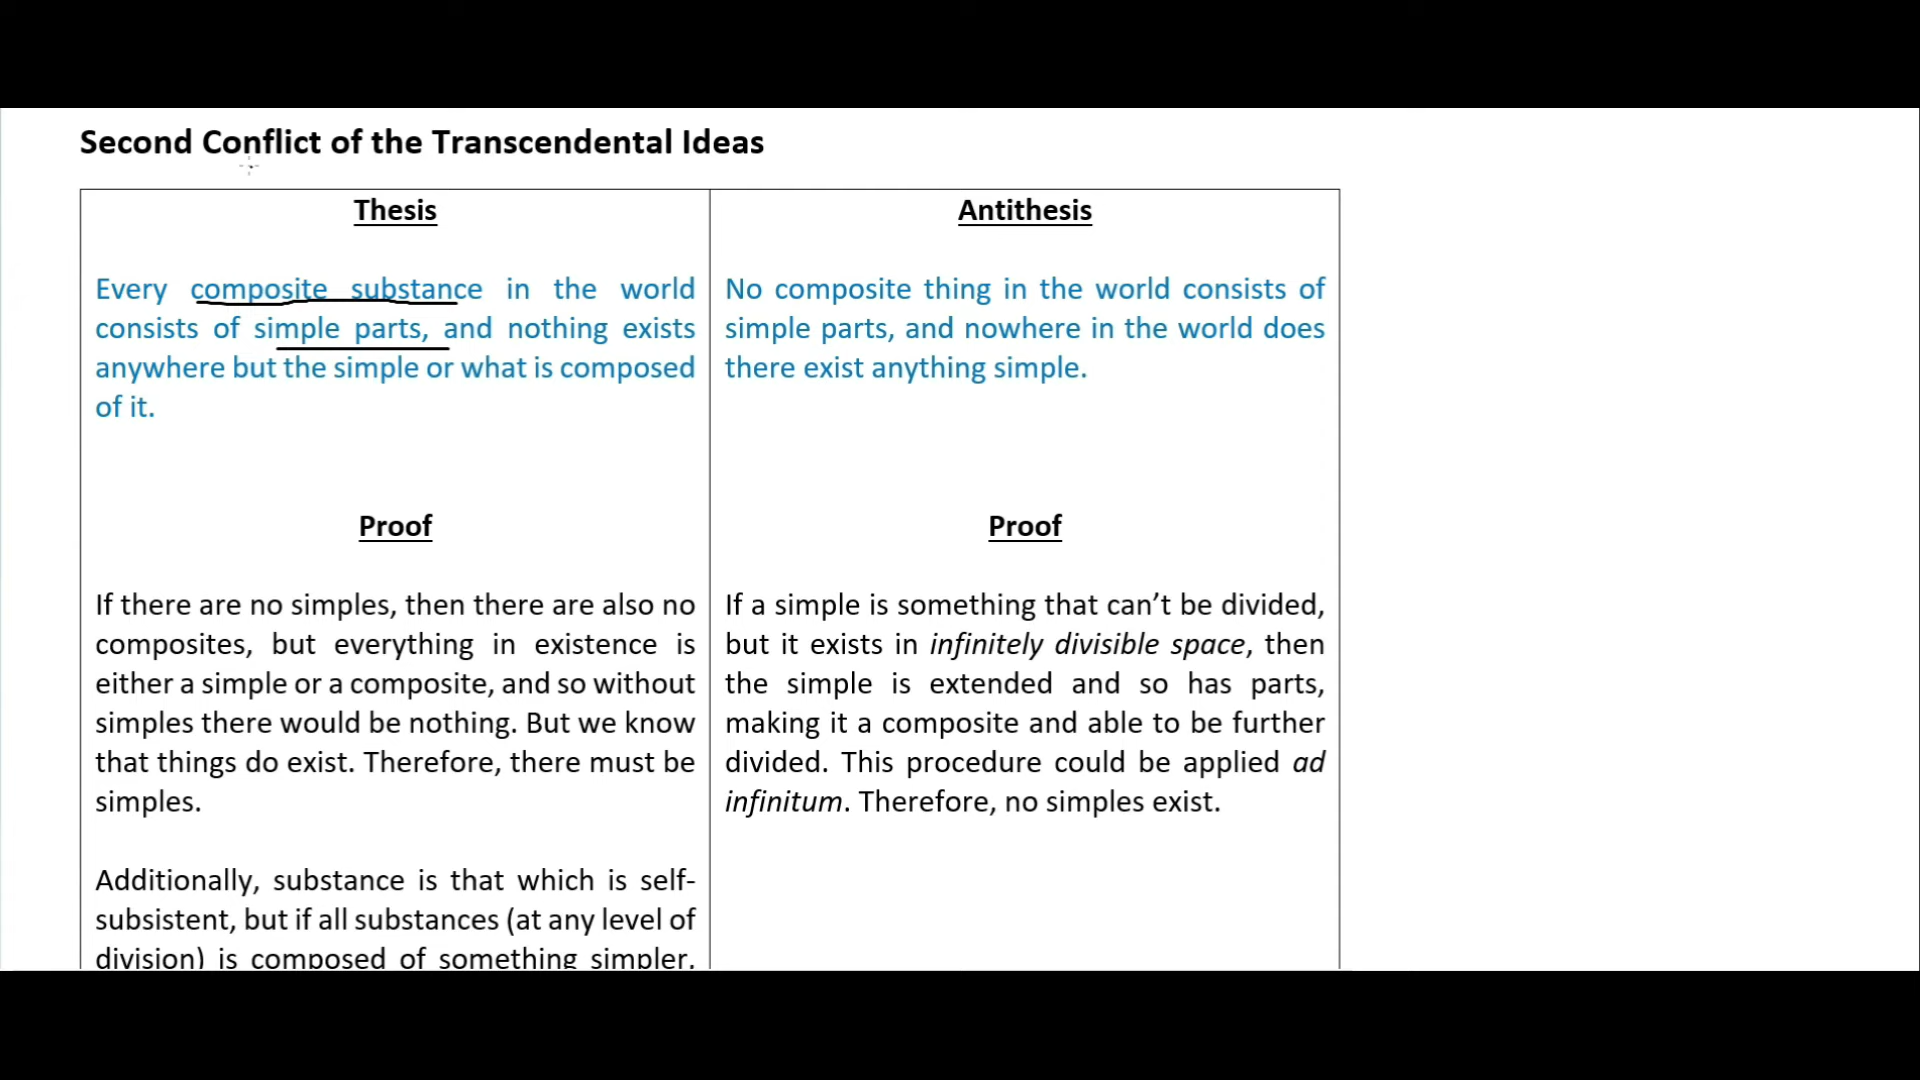 Second Conflict of the Transcendental Ideas
Thesis
Every composite substance in the world
consists of simple parts, and nothing exists
anywhere but the simple or what is composed
of it.
Proof
If there are no simples, then there are also no
composites, but everything in existence is
either a simple or a composite, and so without
simples there would be nothing. But we know
that things do exist. Therefore, there must be
simples.
Additionally, substance is that which is self-
subsistent, but if all substances (at any level of
division) is composed of something simpler,
Antithesis
No composite thing in the world consists of
simple parts, and nowhere in the world does
there exist anything simple.
Proof
If a simple is something that can’t be divided,
but it exists in infinitely divisible space, then
the simple is extended and so has parts,
making it a composite and able to be further
divided. This procedure could be applied ad
infinitum. Therefore, no simples exist.